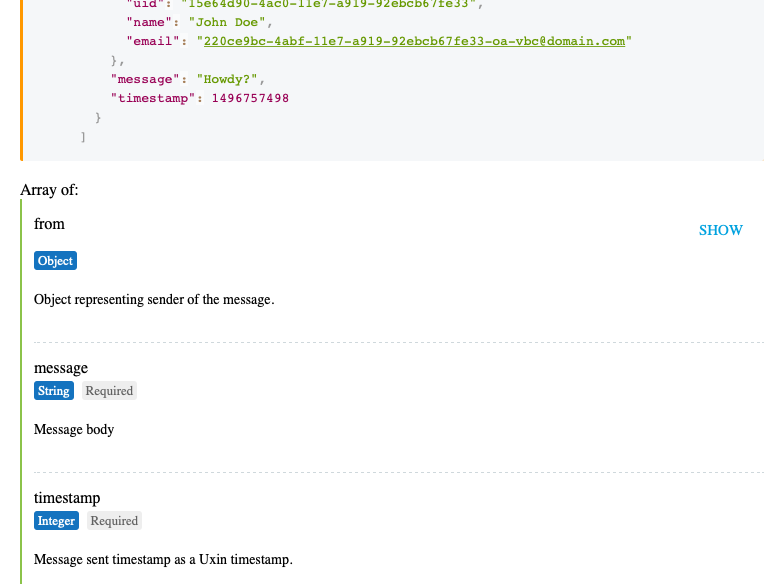 "uid": "15e64d90-4ac0-11e7-a919-92ebcb67fe33",
"name": "John Doe",
"email": "220ce9bc-4abf-11e7-a919-92ebcb67fe33-oa-vbc@domain.com"
},
"message": "Howdy?",
"timestamp": 1496757498
}
]
Array of:
from
SHOW
Object
Object representing sender of the message.
message
String Required
Message body
timestamp
Integer Required
Message sent timestamp as a Uxin timestamp.